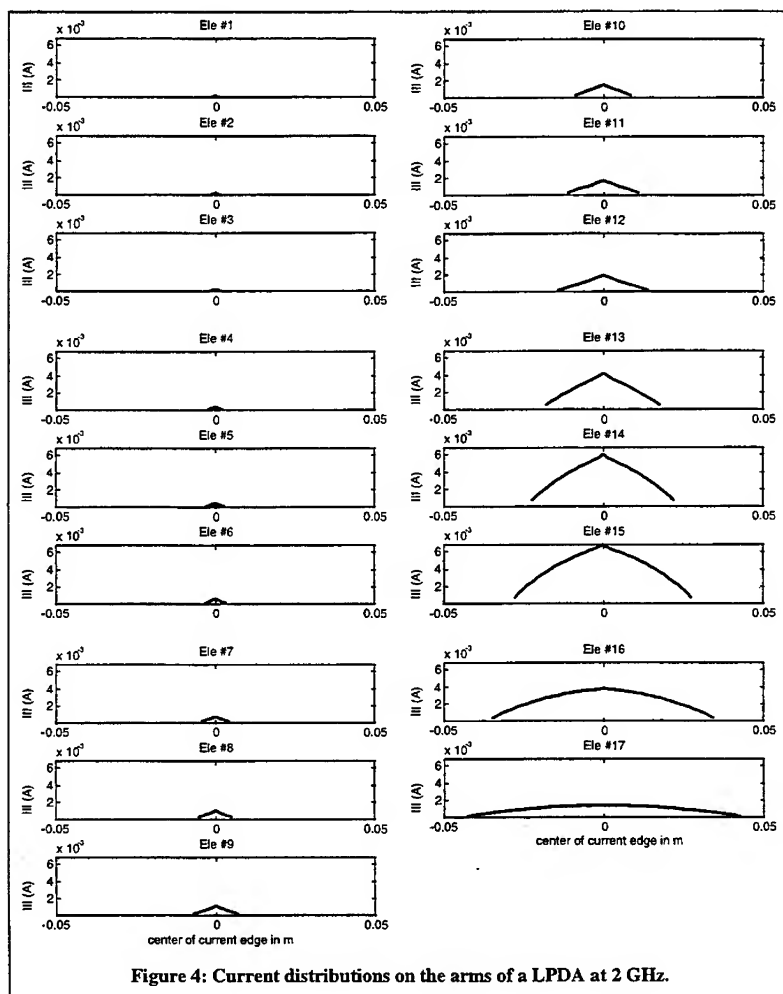 Ele #1
x 10⁻³
6
4
2
|I| (A)
-0.05 0 0.05
Ele #2
x 10⁻³
6
4
2
|I| (A)
-0.05 0 0.05
Ele #3
x 10⁻³
6
4
2
|I| (A)
-0.05 0 0.05
Ele #4
x 10⁻³
6
4
2
|I| (A)
-0.05 0 0.05
Ele #5
x 10⁻³
6
4
2
|I| (A)
-0.05 0 0.05
Ele #6
x 10⁻³
6
4
2
|I| (A)
-0.05 0 0.05
Ele #7
x 10⁻³
6
4
2
|I| (A)
-0.05 0 0.05
Ele #8
x 10⁻³
6
4
2
|I| (A)
-0.05 0 0.05
Ele #9
x 10⁻³
6
4
2
|I| (A)
-0.05 0 0.05
center of current edge in m
Ele #10
x 10⁻³
6
4
2
|I| (A)
-0.05 0 0.05
Ele #11
x 10⁻³
6
4
2
|I| (A)
-0.05 0 0.05
Ele #12
x 10⁻³
6
4
2
|I| (A)
-0.05 0 0.05
Ele #13
x 10⁻³
6
4
2
|I| (A)
-0.05 0 0.05
Ele #14
x 10⁻³
6
4
2
|I| (A)
-0.05 0 0.05
Ele #15
x 10⁻³
6
4
2
|I| (A)
-0.05 0 0.05
Ele #16
x 10⁻³
6
4
2
|I| (A)
-0.05 0 0.05
Ele #17
x 10⁻³
6
4
2
|I| (A)
-0.05 0 0.05
center of current edge in m
Figure 4: Current distributions on the arms of a LPDA at 2 GHz.